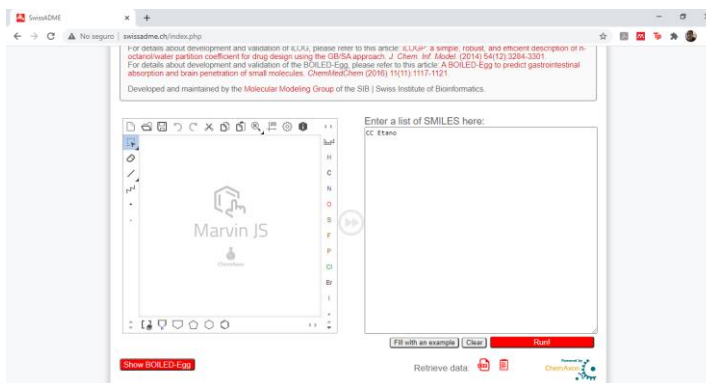 SwissADME
No seguro | swissadme.ch/index.php
For details about development and validation of iLOG, please refer to this article: iLOGP: a simple, robust, and efficient description of n-
octanol/water partition coefficient for drug design using the GB/SA approach. J. Chem. Inf. Model. (2014) 54(12):3284-3301.
For details about development and validation of the BOILED-Egg, please refer to this article: A BOILED-Egg to predict gastrointestinal
absorption and brain penetration of small molecules. ChemMedChem (2016) 11(11):1117-1121.
Developed and maintained by the Molecular Modeling Group of the SIB | Swiss Institute of Bioinformatics.
Enter a list of SMILES here:
CC Etano
H
C
N
O
S
F
P
Cl
Br
I
Marvin JS
ChemAxon
Fill with an example
Clear
Run!
Show BOILED-Egg
Retrieve data:
Powered by
ChemAxon